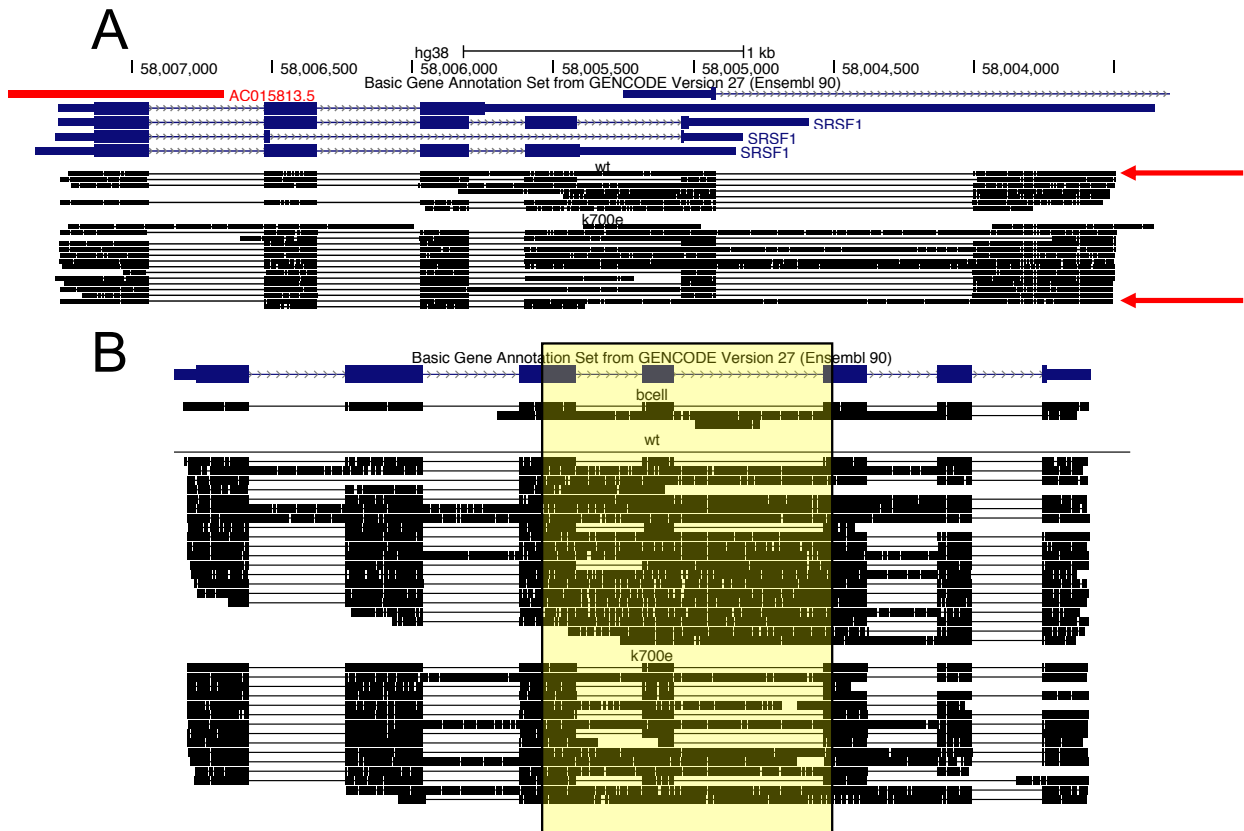 A
hg38 1 kb
58,007,000 58,006,500 58,006,000 58,005,500 58,005,000 58,004,500 58,004,000
Basic Gene Annotation Set from GENCODE Version 27 (Ensembl 90)
AC015813.5
SRSF1
SRSF1
SRSF1
wt
k700e
B
Basic Gene Annotation Set from GENCODE Version 27 (Ensembl 90)
bcell
wt
k700e